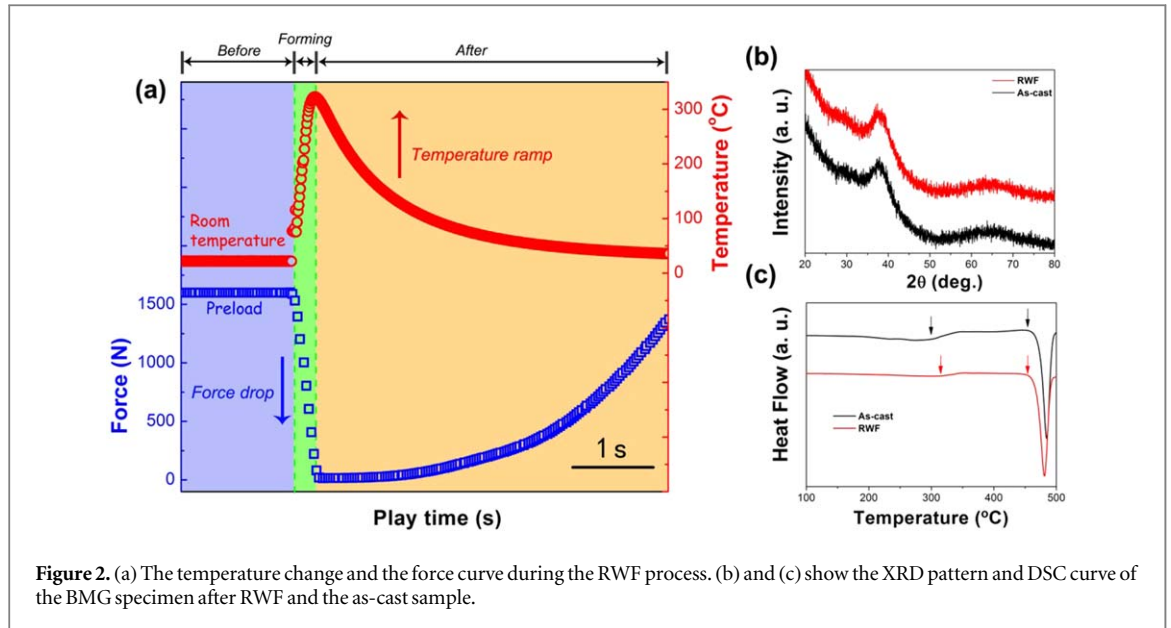 Before
Forming
After
(a)
Temperature ramp
Room
temperature
Preload
Force drop
1 s
1500
1000
500
0
Force (N)
300
200
100
0
Temperature (°C)
Play time (s)
(b)
RWF
As-cast
Intensity (a. u.)
20 30 40 50 60 70 80
2θ (deg.)
(c)
Heat Flow (a. u.)
As-cast
RWF
100 200 300 400 500
Temperature (°C)
Figure 2. (a) The temperature change and the force curve during the RWF process. (b) and (c) show the XRD pattern and DSC curve of
the BMG specimen after RWF and the as-cast sample.